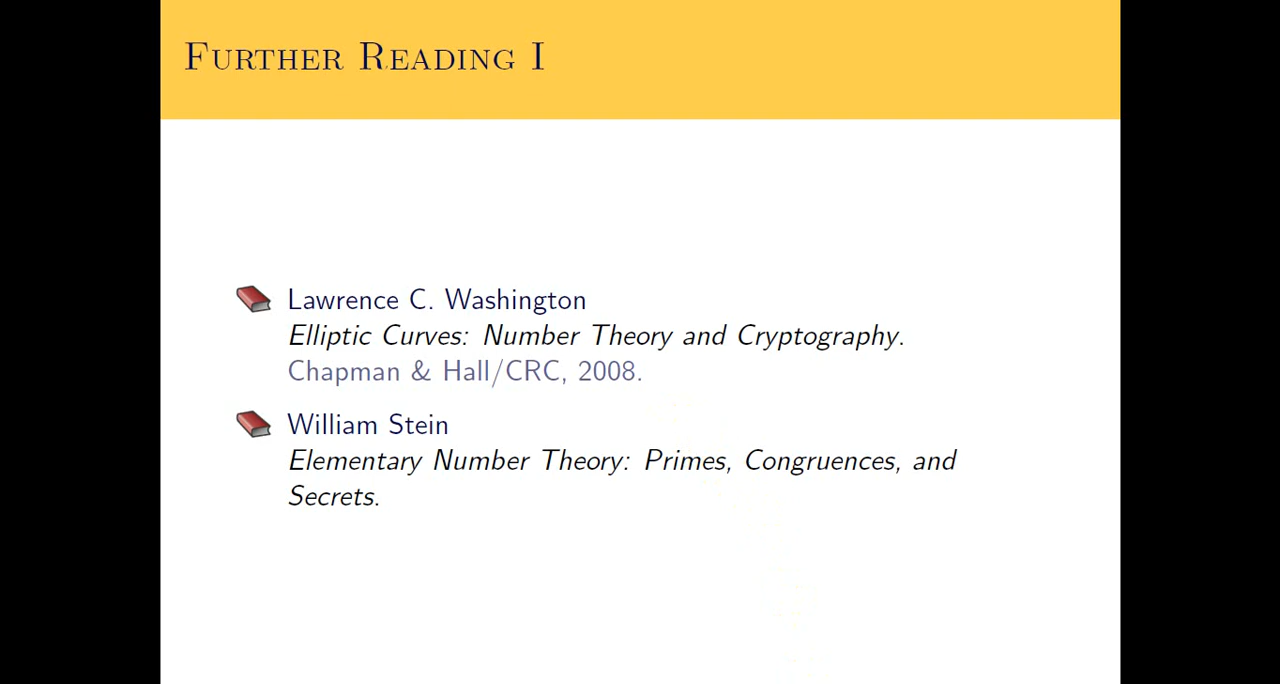 Further Reading I
Lawrence C. Washington
Elliptic Curves: Number Theory and Cryptography.
Chapman & Hall/CRC, 2008.
William Stein
Elementary Number Theory: Primes, Congruences, and
Secrets.